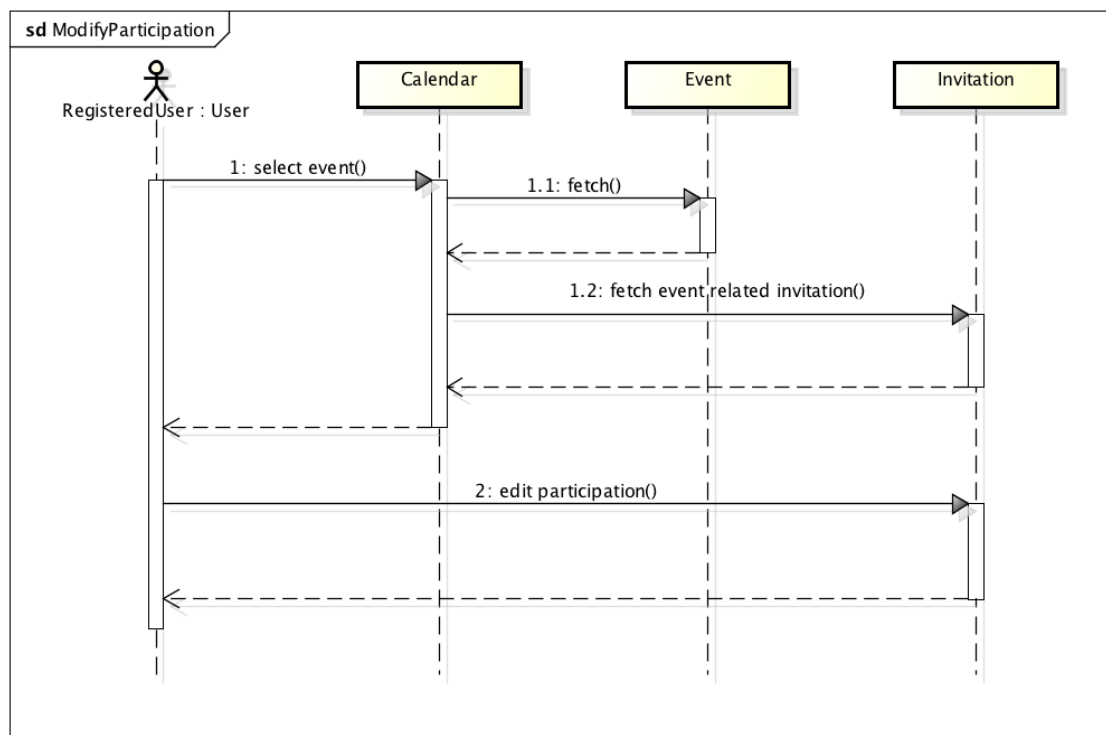 sd ModifyParticipation
RegisteredUser : User
Calendar
Event
Invitation
1: select event()
1.1: fetch()
1.2: fetch event related invitation()
2: edit participation()